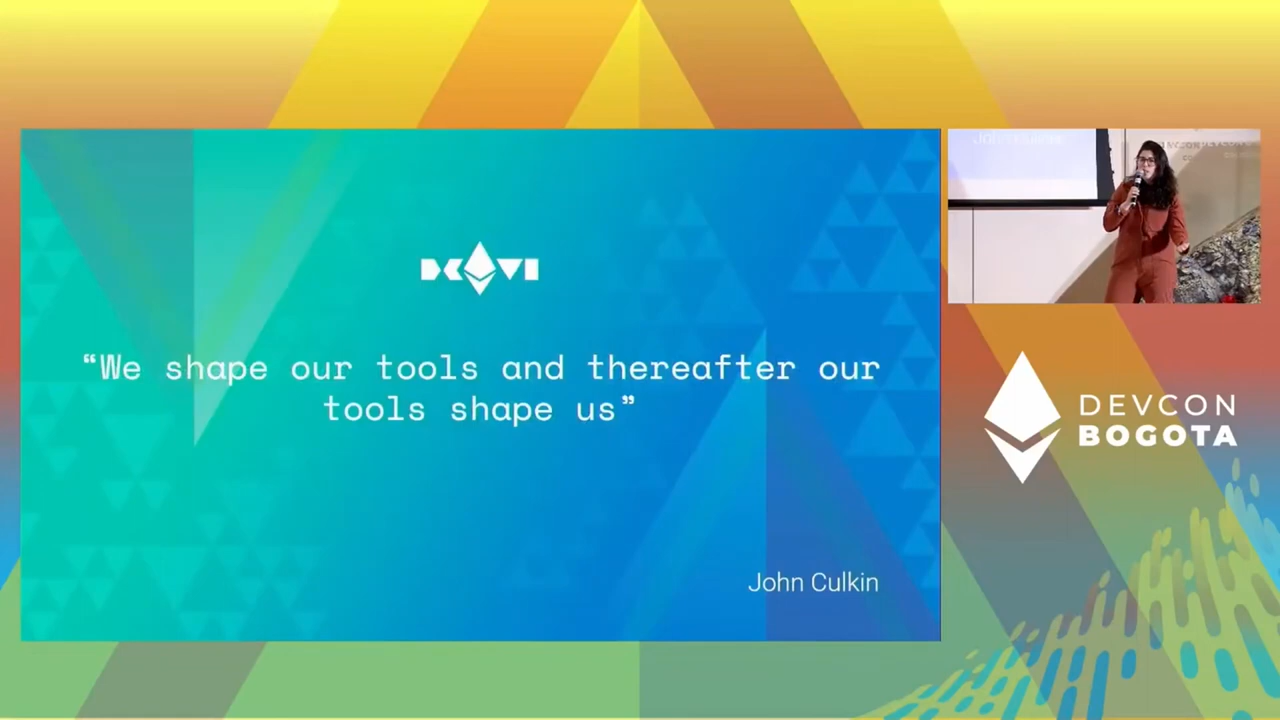 “We shape our tools and thereafter our
tools shape us”
John Culkin
DEVCON
BOGOTA